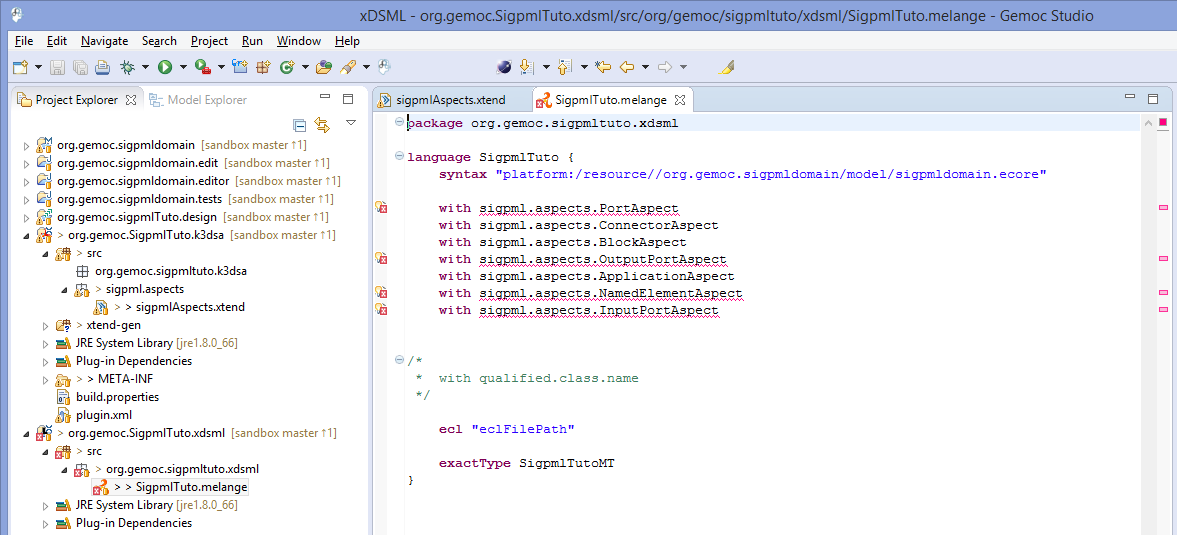 xDSML - org.gemoc.SigpmlTuto.xdsml/src/org/gemoc/sigpmltuto/xdsml/SigpmlTuto.melange - Gemoc Studio
File Edit Navigate Search Project Run Window Help
Project Explorer Model Explorer
org.gemoc.sigpmldomain [sandbox master ↑1]
org.gemoc.sigpmldomain.edit [sandbox master ↑1]
org.gemoc.sigpmldomain.editor [sandbox master ↑1]
org.gemoc.sigpmldomain.tests [sandbox master ↑1]
org.gemoc.sigpmlTuto.design [sandbox master ↑1]
> org.gemoc.SigpmlTuto.k3dsa [sandbox master ↑1]
> src
org.gemoc.sigpmltuto.k3dsa
> sigpml.aspects
> > sigpmlAspects.xtend
> xtend-gen
JRE System Library [jre1.8.0_66]
Plug-in Dependencies
> > META-INF
build.properties
plugin.xml
> org.gemoc.SigpmlTuto.xdsml [sandbox master ↑1]
> src
> org.gemoc.sigpmltuto.xdsml
> > SigpmlTuto.melange
JRE System Library [jre1.8.0_66]
Plug-in Dependencies
sigpmlAspects.xtend SigpmlTuto.melange
package org.gemoc.sigpmltuto.xdsml
language SigpmlTuto {
syntax "platform:/resource//org.gemoc.sigpmldomain/model/sigpmldomain.ecore"
with sigpml.aspects.PortAspect
with sigpml.aspects.ConnectorAspect
with sigpml.aspects.BlockAspect
with sigpml.aspects.OutputPortAspect
with sigpml.aspects.ApplicationAspect
with sigpml.aspects.NamedElementAspect
with sigpml.aspects.InputPortAspect
/*
* with qualified.class.name
*/
ecl "eclFilePath"
exactType SigpmlTutoMT
}